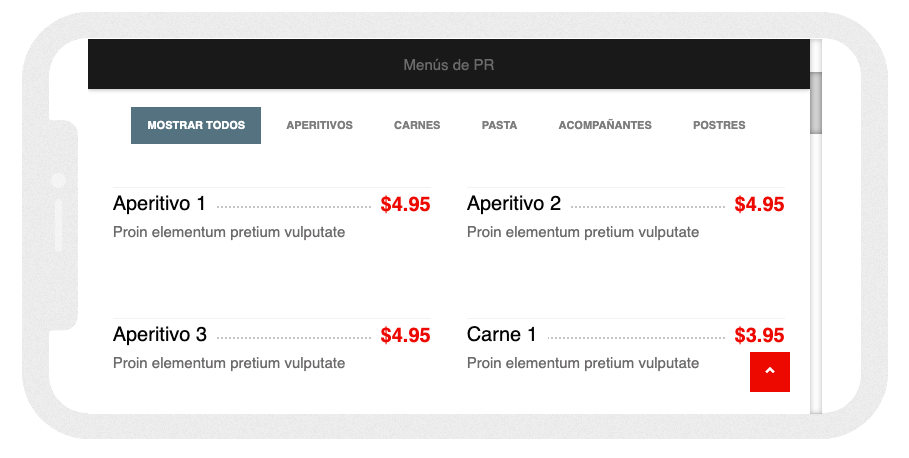 Menús de PR
MOSTRAR TODOS APERITIVOS CARNES PASTA ACOMPAÑANTES POSTRES
Aperitivo 1 $4.95
Proin elementum pretium vulputate
Aperitivo 2 $4.95
Proin elementum pretium vulputate
Aperitivo 3 $4.95
Proin elementum pretium vulputate
Carne 1 $3.95
Proin elementum pretium vulputate